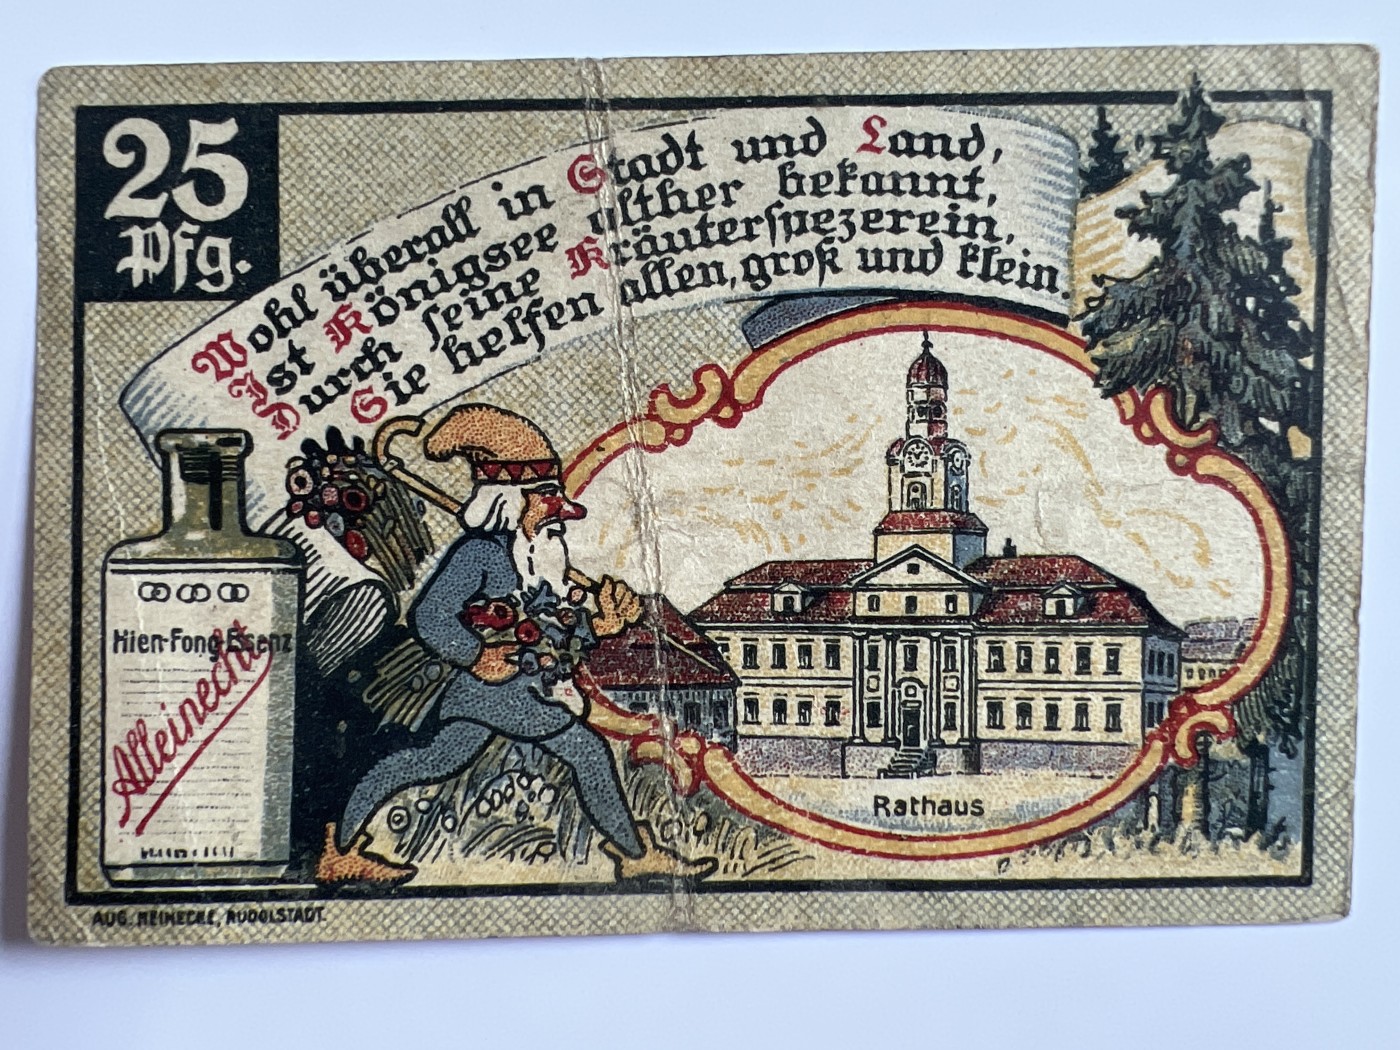 25
Pfg.
Wohl überall in Stadt und Land,
Ist Königsee alther bekannt,
Durch seine Kräuterspezerein,
Sie helfen allen, groß und klein.
Hien-Fong-Essenz
Alleinecht
Rathaus
AUG. HEINECKE, RUDOLSTADT.